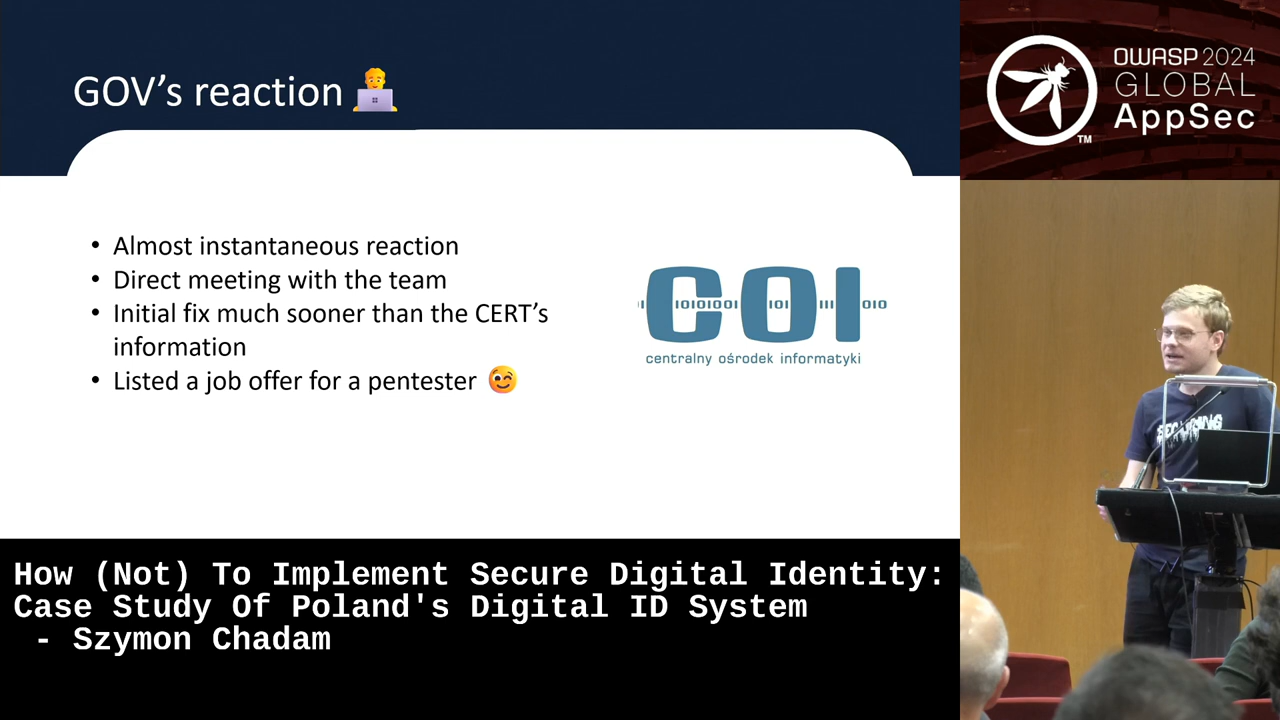 GOV's reaction
• Almost instantaneous reaction
• Direct meeting with the team
• Initial fix much sooner than the CERT's
information
• Listed a job offer for a pentester
COI
centralny ośrodek informatyki
OWASP 2024
GLOBAL
AppSec
TM
How (Not) To Implement Secure Digital Identity:
Case Study Of Poland's Digital ID System
- Szymon Chadam